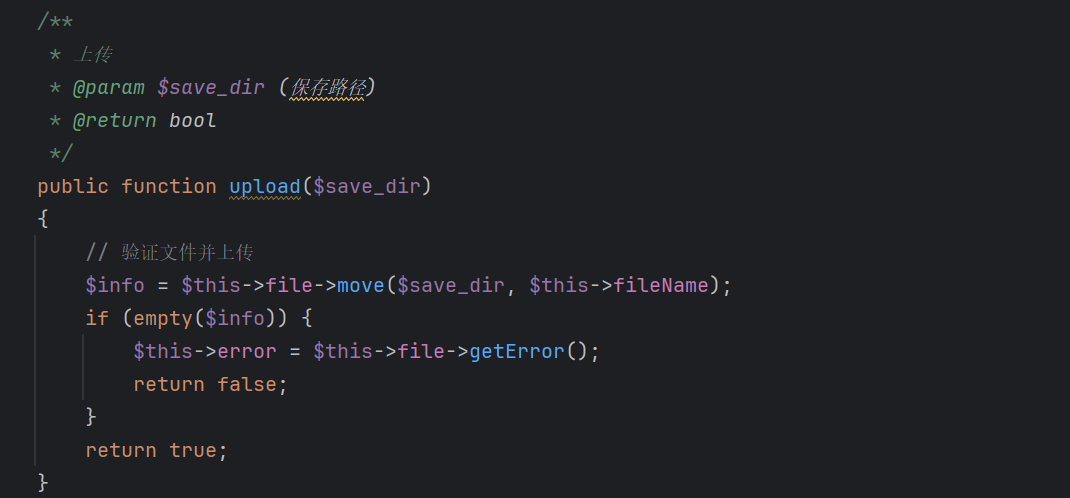 /**
 * 上传
 * @param $save_dir (保存路径)
 * @return bool
 */
public function upload($save_dir)
{
    // 验证文件并上传
    $info = $this->file->move($save_dir, $this->fileName);
    if (empty($info)) {
        $this->error = $this->file->getError();
        return false;
    }
    return true;
}